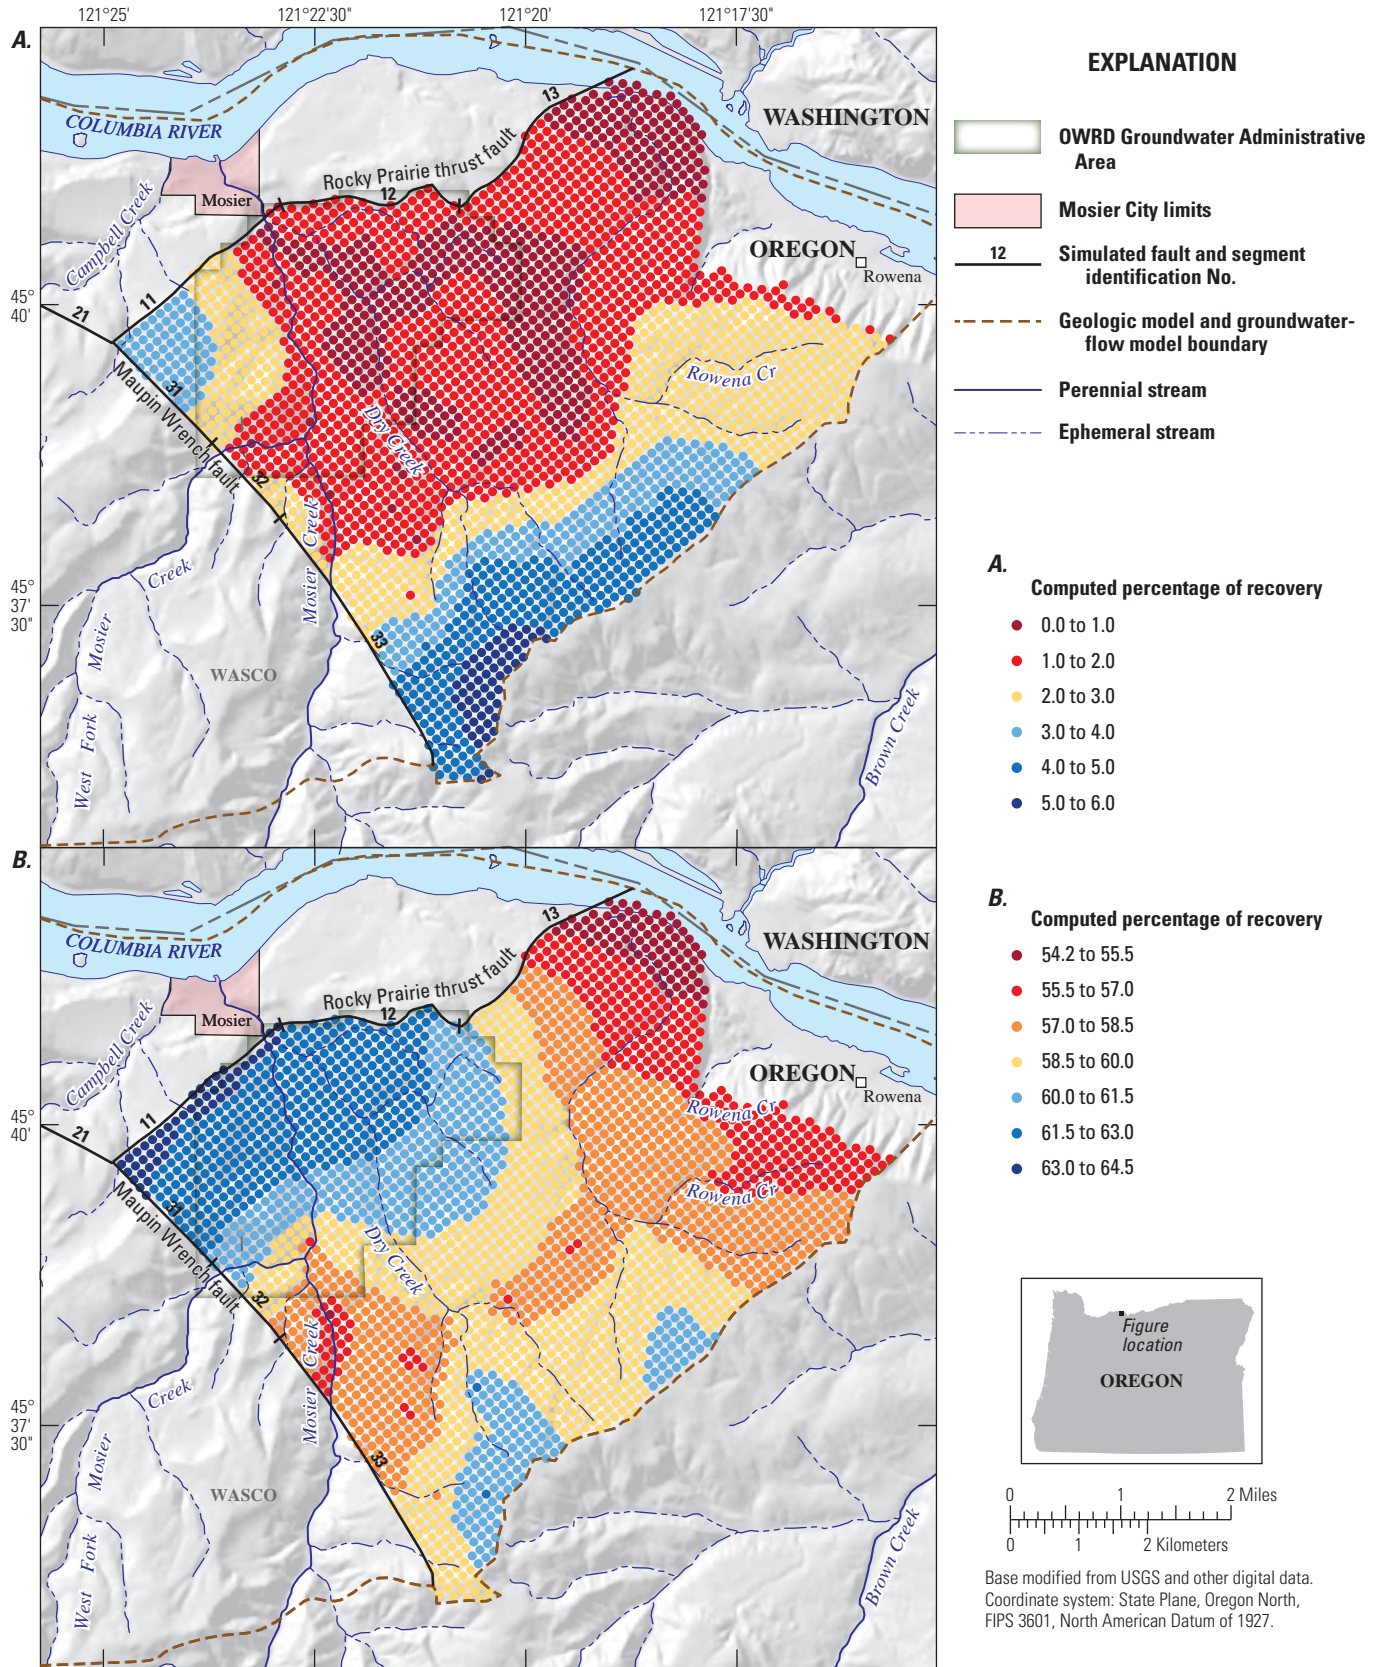 121°25'
121°22'30"
121°20'
121°17'30"
A.
COLUMBIA RIVER
WASHINGTON
13
Rocky Prairie thrust fault
12
Mosier
Campbell Creek
OREGON
Rowena
45°
40'
11
21
Rowena Cr
31
Maupin Wrench fault
Dry Creek
32
Mosier Creek
Creek
45°
37'
30"
33
Mosier
WASCO
West Fork
Brown Creek
B.
COLUMBIA RIVER
WASHINGTON
13
Rocky Prairie thrust fault
12
Mosier
Campbell Creek
OREGON
Rowena
Rowena Cr
45°
40'
11
21
Rowena Cr
31
Maupin Wrench fault
Dry Creek
32
Mosier Creek
Creek
45°
37'
30"
33
Mosier
WASCO
West Fork
Brown Creek
EXPLANATION
OWRD Groundwater Administrative
Area
Mosier City limits
12
Simulated fault and segment
identification No.
Geologic model and groundwater-
flow model boundary
Perennial stream
Ephemeral stream
A.
Computed percentage of recovery
0.0 to 1.0
1.0 to 2.0
2.0 to 3.0
3.0 to 4.0
4.0 to 5.0
5.0 to 6.0
B.
Computed percentage of recovery
54.2 to 55.5
55.5 to 57.0
57.0 to 58.5
58.5 to 60.0
60.0 to 61.5
61.5 to 63.0
63.0 to 64.5
Figure
location
OREGON
0 1 2 Miles
0 1 2 Kilometers
Base modified from USGS and other digital data.
Coordinate system: State Plane, Oregon North,
FIPS 3601, North American Datum of 1927.